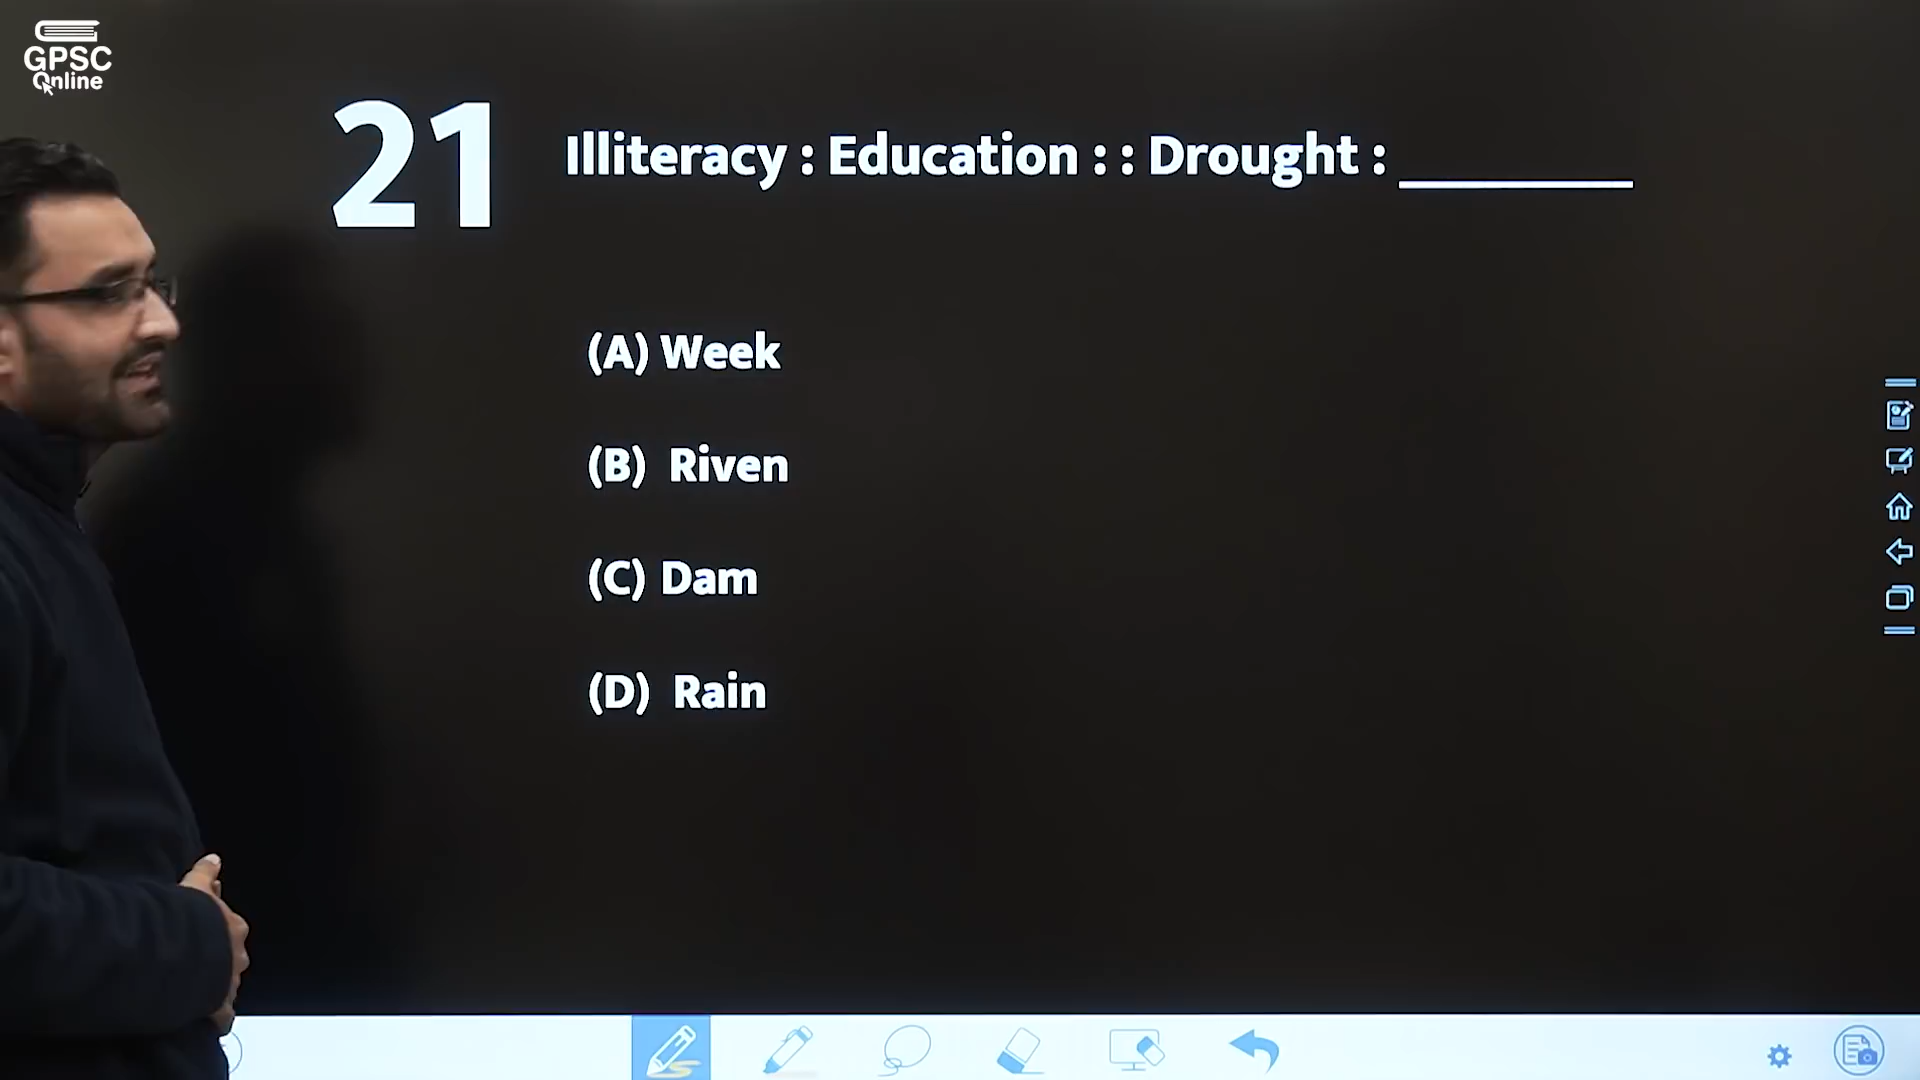 GPSC
Online
21
Illiteracy : Education : : Drought : ________
(A) Week
(B) Riven
(C) Dam
(D) Rain